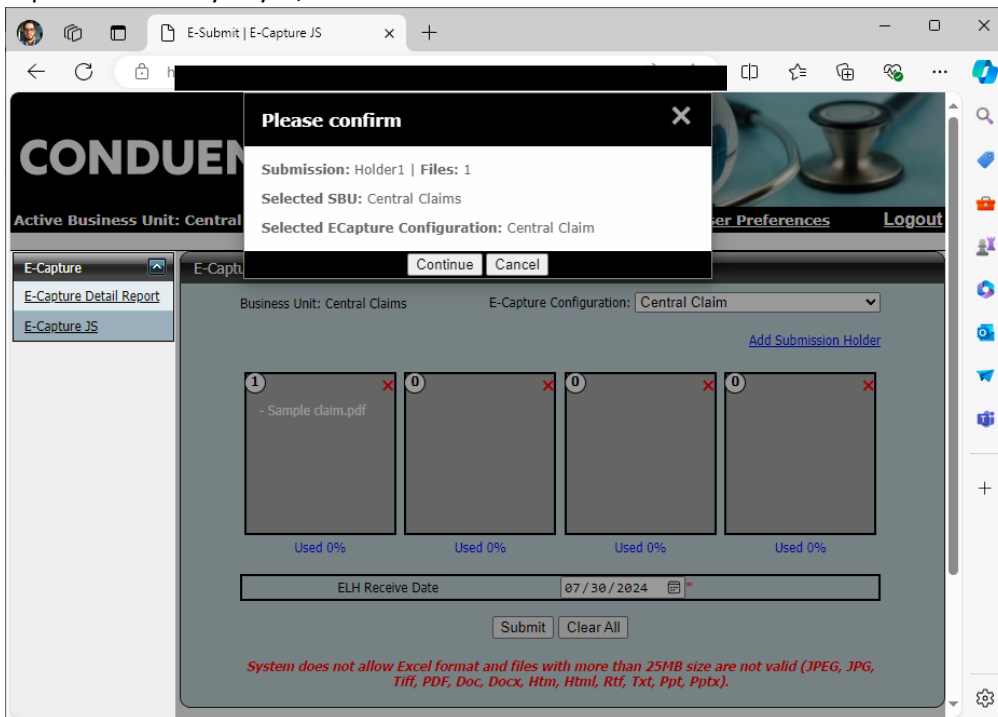 E-Submit | E-Capture JS
Please confirm
Submission: Holder1 | Files: 1
Selected SBU: Central Claims
Selected ECapture Configuration: Central Claim
Continue Cancel
Active Business Unit: Central
Preferences Logout
E-Capture
E-Capture Detail Report
E-Capture JS
Business Unit: Central Claims E-Capture Configuration: Central Claim
Add Submission Holder
1 0 0 0
- Sample claim.pdf
Used 0% Used 0% Used 0% Used 0%
ELH Receive Date 07/30/2024 *
Submit Clear All
System does not allow Excel format and files with more than 25MB size are not valid (JPEG, JPG,
Tiff, PDF, Doc, Docx, Htm, Html, Rtf, Txt, Ppt, Pptx).